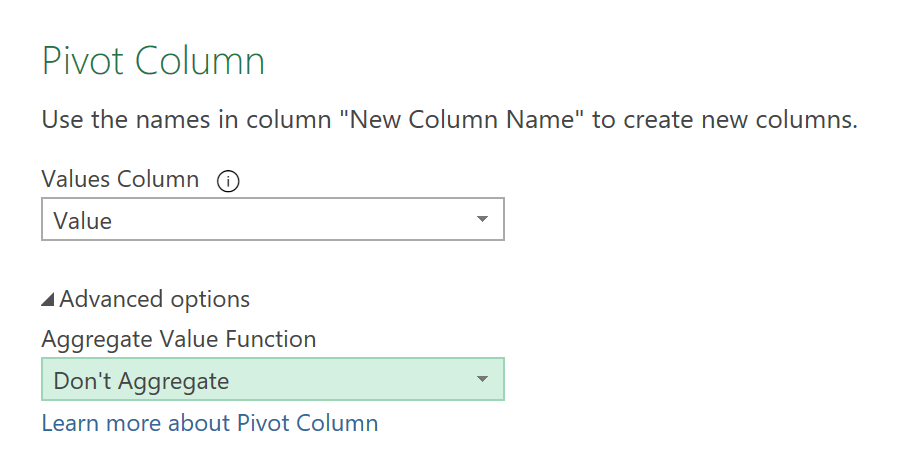 Pivot Column
Use the names in column "New Column Name" to create new columns.
Values Column
Value
Advanced options
Aggregate Value Function
Don't Aggregate
Learn more about Pivot Column